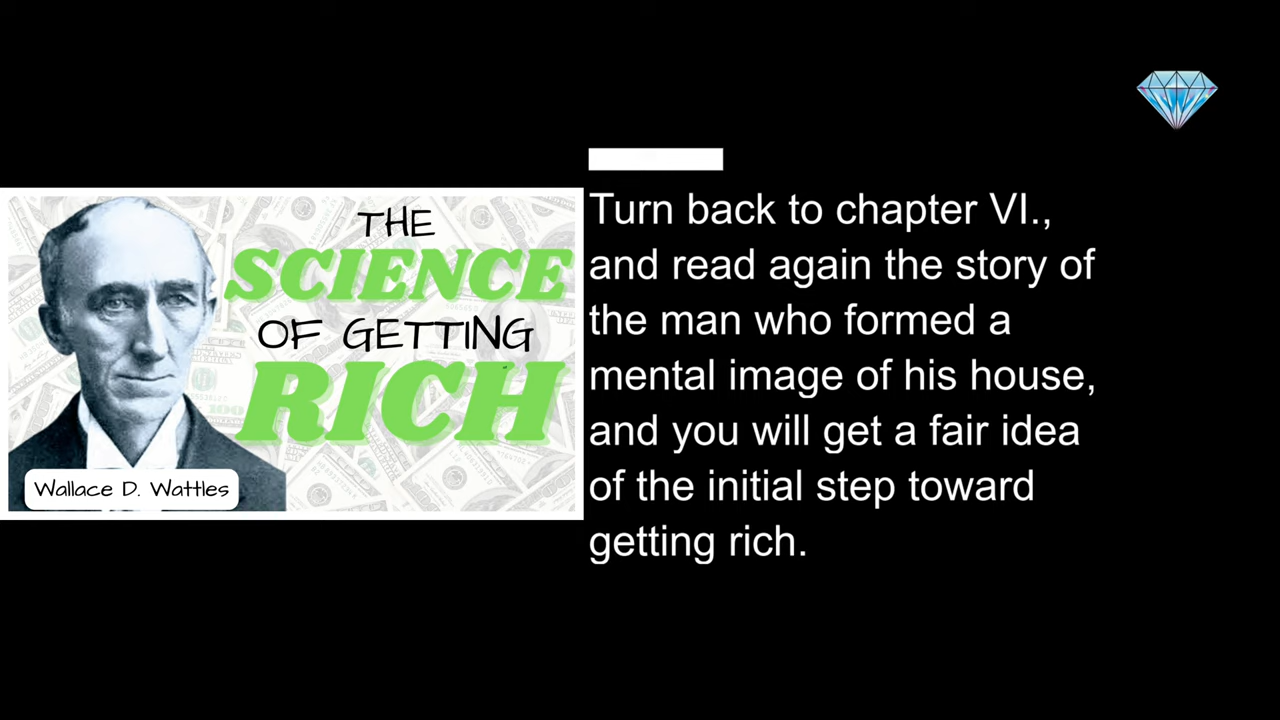 THE
SCIENCE
OF GETTING
RICH
Wallace D. Wattles
Turn back to chapter VI.,
and read again the story of
the man who formed a
mental image of his house,
and you will get a fair idea
of the initial step toward
getting rich.